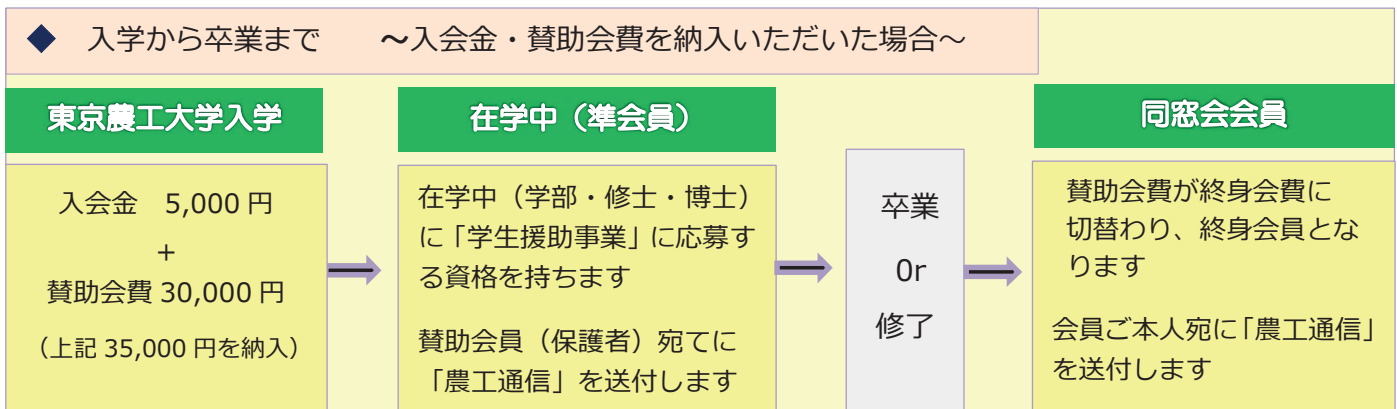 ◆ 入学から卒業まで ～入会金・賛助会費を納入いただいた場合～
東京農工大学入学
入会金 5,000 円
+
賛助会費 30,000 円
（上記 35,000 円を納入）
在学中（準会員）
在学中（学部・修士・博士）
に「学生援助事業」に応募す
る資格を持ちます
賛助会員（保護者）宛てに
「農工通信」を送付します
卒業
0r
修了
同窓会会員
賛助会費が終身会費に
切替わり、終身会員とな
ります
会員ご本人宛に「農工通信」
を送付します